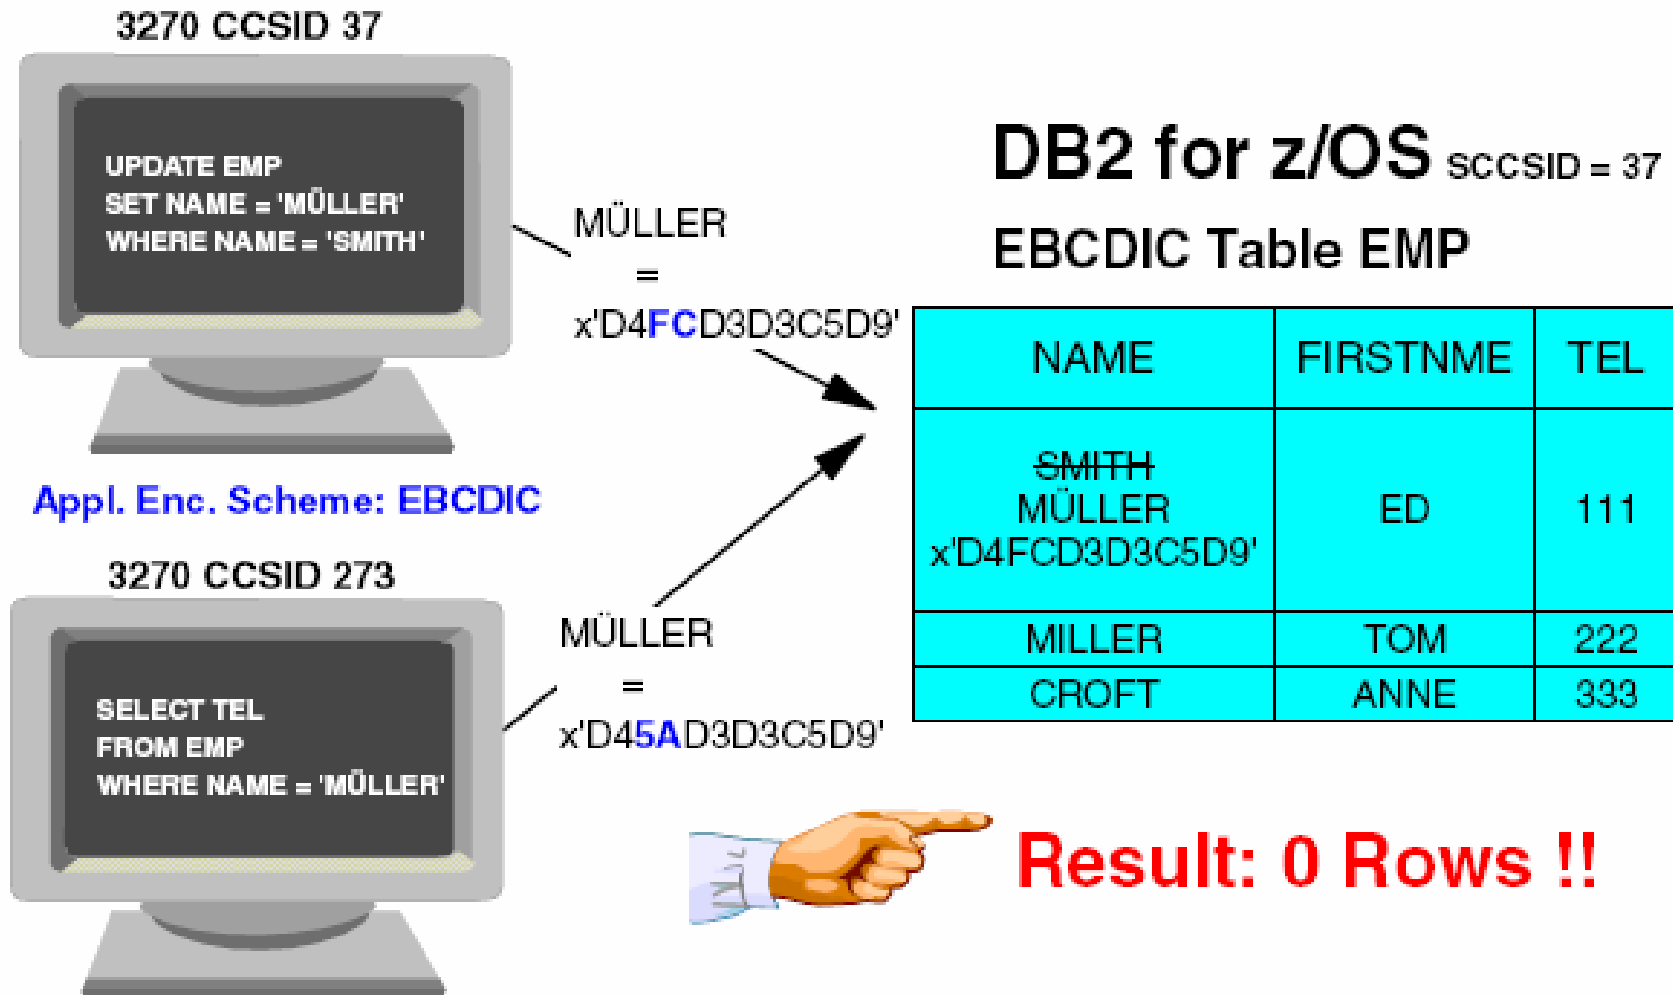 3270 CCSID 37
UPDATE EMP
SET NAME = 'MÜLLER'
WHERE NAME = 'SMITH'
MÜLLER
=
x'D4FCD3D3C5D9'
Appl. Enc. Scheme: EBCDIC
3270 CCSID 273
SELECT TEL
FROM EMP
WHERE NAME = 'MÜLLER'
MÜLLER
=
x'D45AD3D3C5D9'
DB2 for z/OS SCCSID = 37
EBCDIC Table EMP
NAME FIRSTNME TEL
SMITH
MÜLLER ED 111
x'D4FCD3D3C5D9'
MILLER TOM 222
CROFT ANNE 333
Result: 0 Rows !!